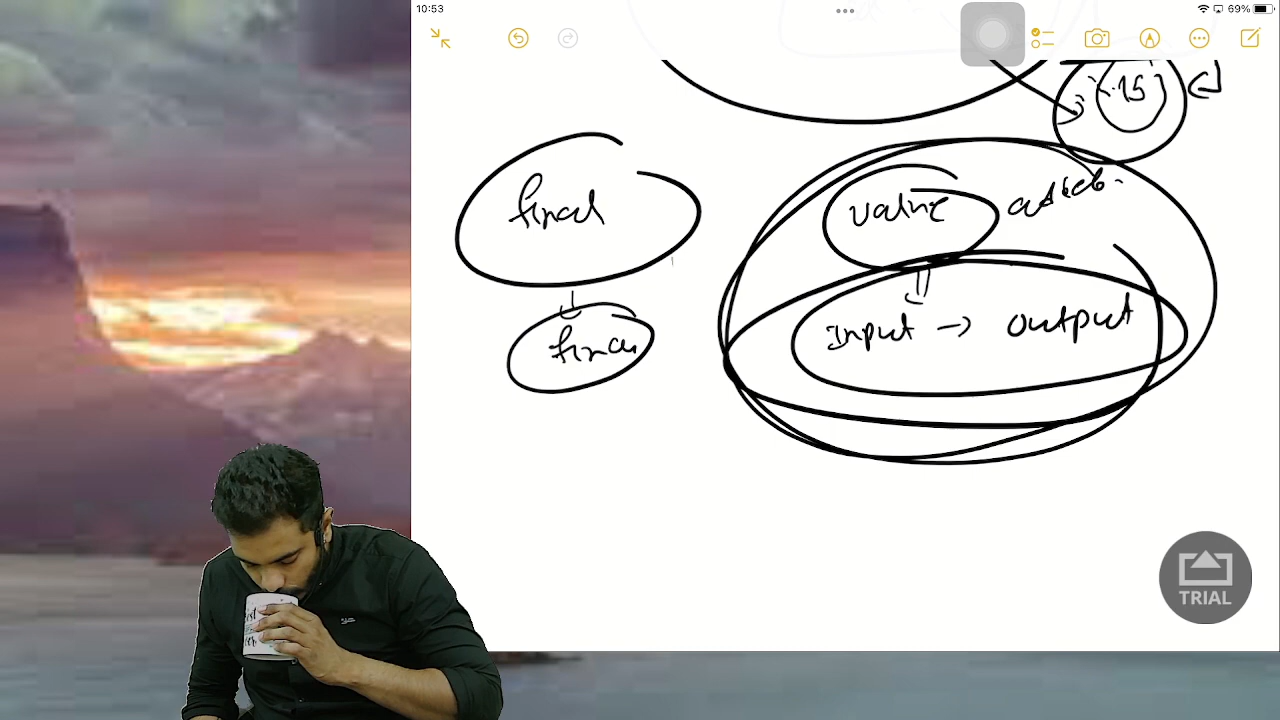 10:53
69%
15
final
value
final
Input → output
TRIAL